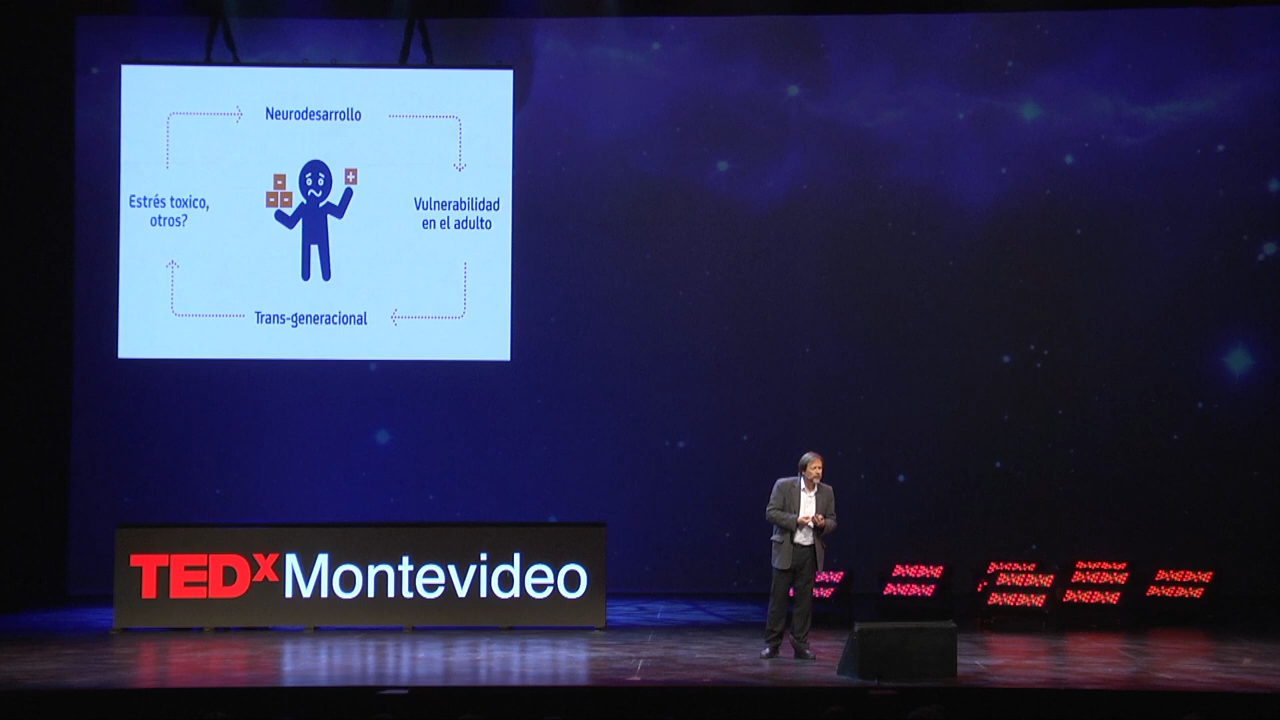 Neurodesarrollo
Estrés toxico,
otros?
Vulnerabilidad
en el adulto
Trans-generacional
TEDx Montevideo